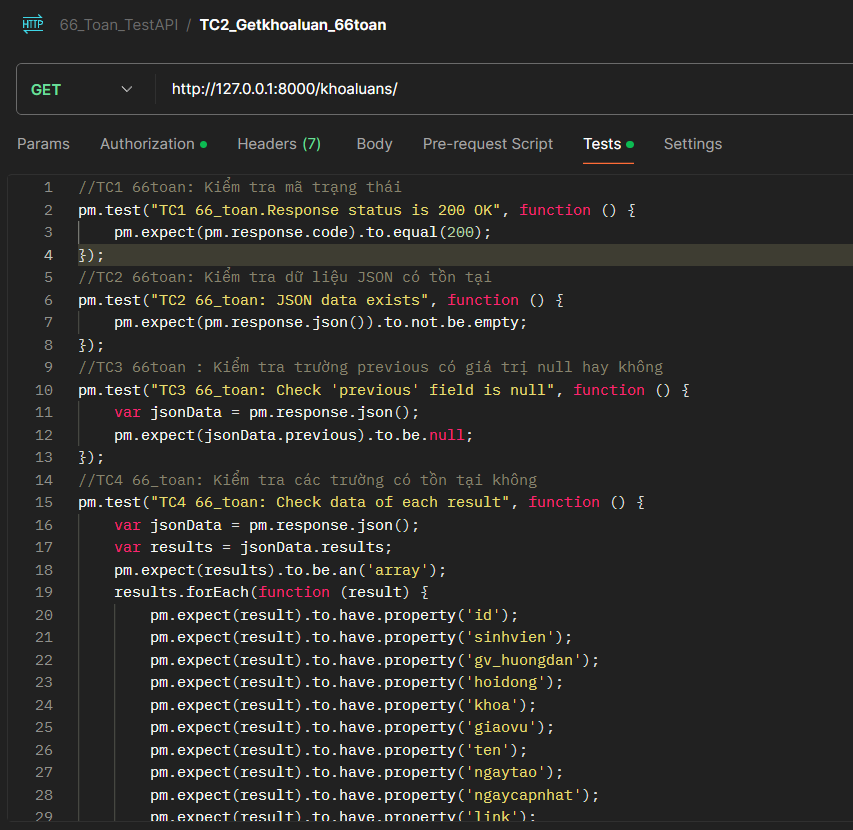 HTTP 66_Toan_TestAPI / TC2_Getkhoaluan_66toan
GET http://127.0.0.1:8000/khoaluans/
Params Authorization Headers (7) Body Pre-request Script Tests Settings
1 //TC1 66toan: Kiểm tra mã trạng thái
2 pm.test("TC1 66_toan.Response status is 200 OK", function () {
3 pm.expect(pm.response.code).to.equal(200);
4 });
5 //TC2 66toan: Kiểm tra dữ liệu JSON có tồn tại
6 pm.test("TC2 66_toan: JSON data exists", function () {
7 pm.expect(pm.response.json()).to.not.be.empty;
8 });
9 //TC3 66toan : Kiểm tra trường previous có giá trị null hay không
10 pm.test("TC3 66_toan: Check 'previous' field is null", function () {
11 var jsonData = pm.response.json();
12 pm.expect(jsonData.previous).to.be.null;
13 });
14 //TC4 66_toan: Kiểm tra các trường có tồn tại không
15 pm.test("TC4 66_toan: Check data of each result", function () {
16 var jsonData = pm.response.json();
17 var results = jsonData.results;
18 pm.expect(results).to.be.an('array');
19 results.forEach(function (result) {
20 pm.expect(result).to.have.property('id');
21 pm.expect(result).to.have.property('sinhvien');
22 pm.expect(result).to.have.property('gv_huongdan');
23 pm.expect(result).to.have.property('hoidong');
24 pm.expect(result).to.have.property('khoa');
25 pm.expect(result).to.have.property('giaovu');
26 pm.expect(result).to.have.property('ten');
27 pm.expect(result).to.have.property('ngaytao');
28 pm.expect(result).to.have.property('ngaycapnhat');
29 pm.expect(result).to.have.property('link');